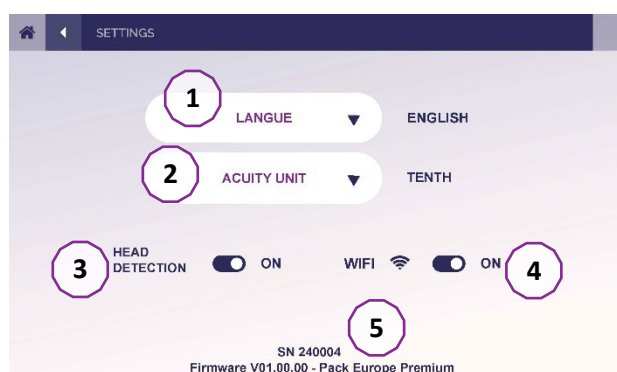 SETTINGS
1
LANGUE ▼ ENGLISH
2
ACUITY UNIT ▼ TENTH
3
HEAD
DETECTION ON WIFI ON
4
5
SN 240004
Firmware V01.00.00 - Pack Europe Premium